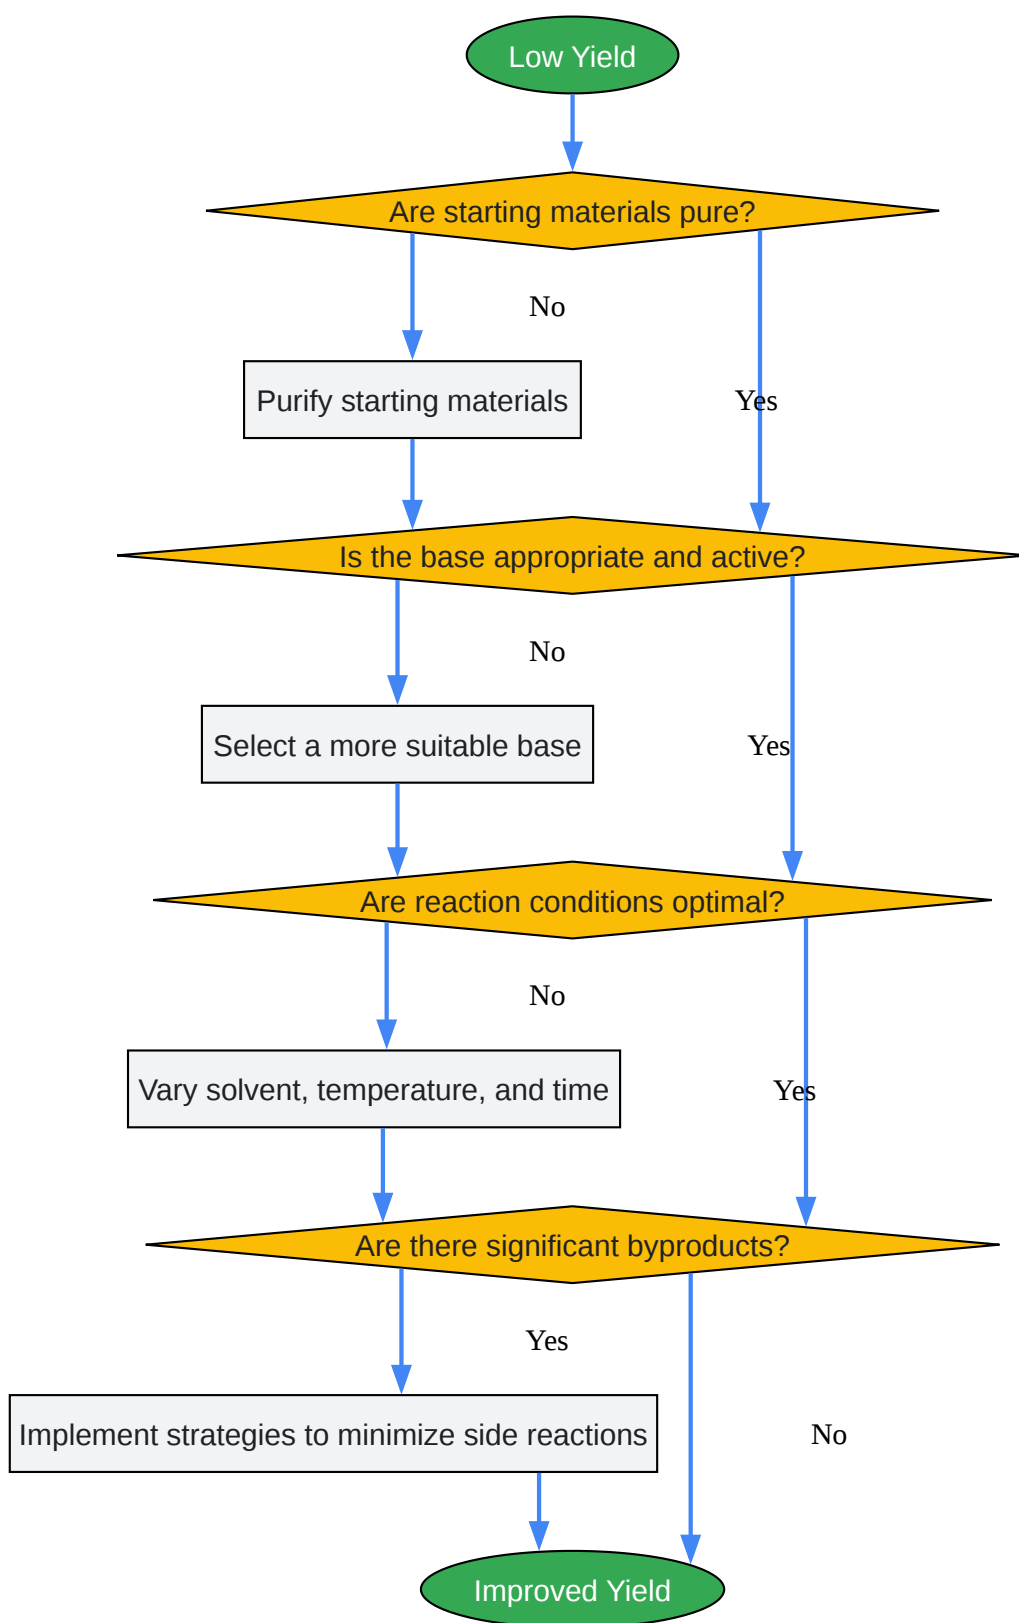 Low Yield
Are starting materials pure?
No
Purify starting materials
Yes
Is the base appropriate and active?
No
Select a more suitable base
Yes
Are reaction conditions optimal?
No
Vary solvent, temperature, and time
Yes
Are there significant byproducts?
Yes
Implement strategies to minimize side reactions
No
Improved Yield